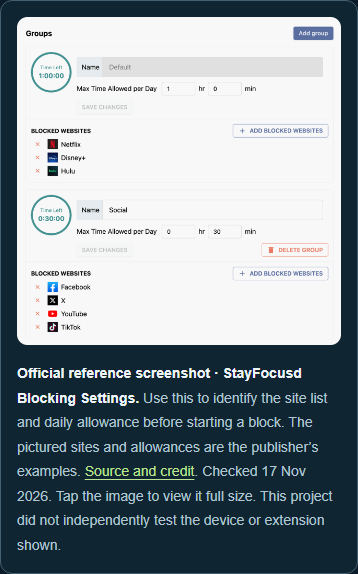 Groups
Add group
Time Left
1:00:00
Name Default
Max Time Allowed per Day 1 hr 0 min
SAVE CHANGES
BLOCKED WEBSITES
+ ADD BLOCKED WEBSITES
× Netflix
× Disney+
× Hulu
Time Left
0:30:00
Name Social
Max Time Allowed per Day 0 hr 30 min
SAVE CHANGES
DELETE GROUP
BLOCKED WEBSITES
+ ADD BLOCKED WEBSITES
× Facebook
× X
× YouTube
× TikTok
Official reference screenshot · StayFocusd
Blocking Settings. Use this to identify the site list
and daily allowance before starting a block. The
pictured sites and allowances are the publisher's
examples. Source and credit. Checked 17 Nov
2026. Tap the image to view it full size. This project
did not independently test the device or extension
shown.